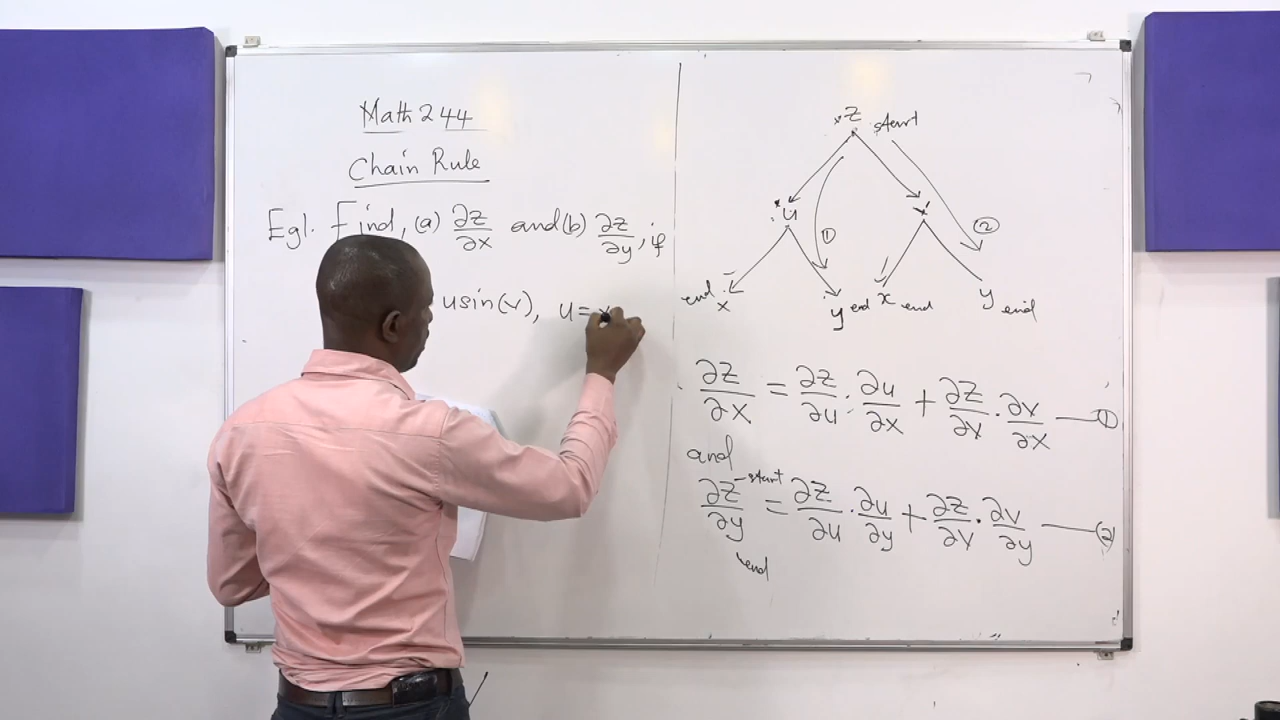 Math 244
Chain Rule
Eg1. Find, (a) ∂z/∂x and (b) ∂z/∂y, if
usin(v), u=x
z start
u v
① ②
end x y end x end y end
∂z/∂x = ∂z/∂u · ∂u/∂x + ∂z/∂v · ∂v/∂x — ①
and
∂z/∂y = ∂z/∂u · ∂u/∂y + ∂z/∂v · ∂v/∂y — ②
start
end